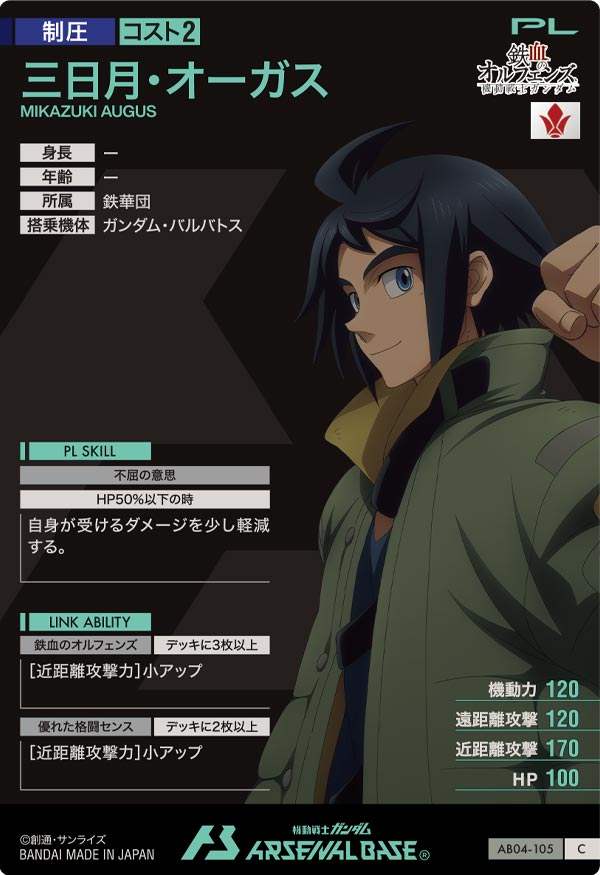 制圧 コスト2 PL
三日月・オーガス
MIKAZUKI AUGUS
鉄血の
オルフェンズ
機動戦士ガンダム
身長 ー
年齢 ー
所属 鉄華団
搭乗機体 ガンダム・バルバトス
PL SKILL
不屈の意思
HP50%以下の時
自身が受けるダメージを少し軽減
する。
LINK ABILITY
鉄血のオルフェンズ デッキに3枚以上
[近距離攻撃力]小アップ
優れた格闘センス デッキに2枚以上
[近距離攻撃力]小アップ
機動力 120
遠距離攻撃 120
近距離攻撃 170
HP 100
©創通・サンライズ
BANDAI MADE IN JAPAN
機動戦士ガンダム
ARSENAL BASE®
AB04-105 C